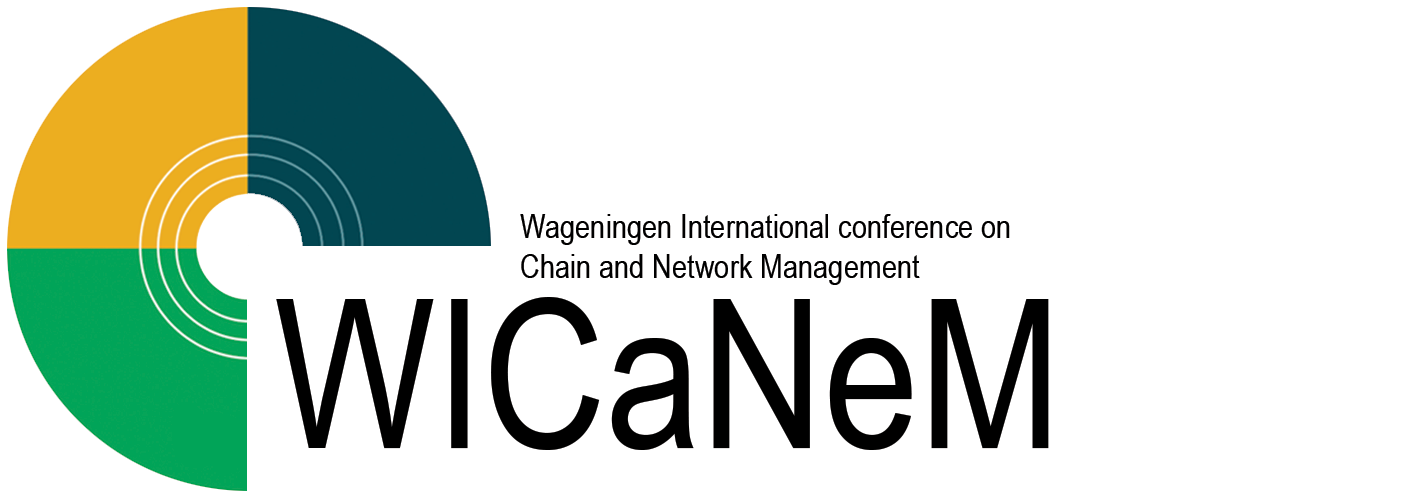 Wageningen International conference on
Chain and Network Management
WICaNeM